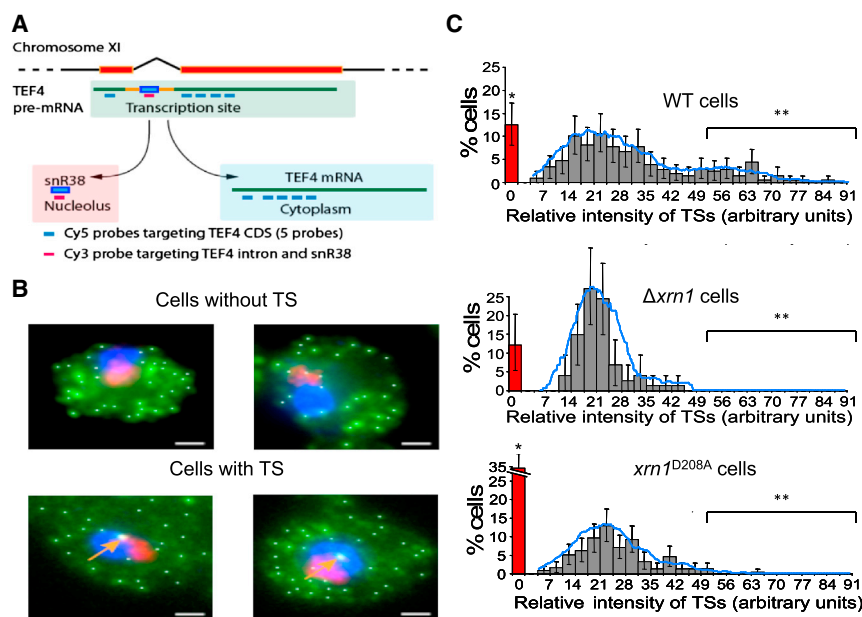 A
Chromosome XI
TEF4
pre-mRNA
Transcription site
snR38
Nucleolus
TEF4 mRNA
Cytoplasm
Cy5 probes targeting TEF4 CDS (5 probes)
Cy3 probe targeting TEF4 intron and snR38
B
Cells without TS
Cells with TS
C
% cells
25
20
15
10
5
0
*
WT cells
**
0 7 14 21 28 35 42 49 56 63 70 77 84 91
Relative intensity of TSs (arbitrary units)
% cells
25
20
15
10
5
0
Δxrn1 cells
**
0 7 14 21 28 35 42 49 56 63 70 77 84 91
Relative intensity of TSs (arbitrary units)
% cells
35
25
20
15
10
5
0
*
xrn1D208A cells
**
0 7 14 21 28 35 42 49 56 63 70 77 84 91
Relative intensity of TSs (arbitrary units)